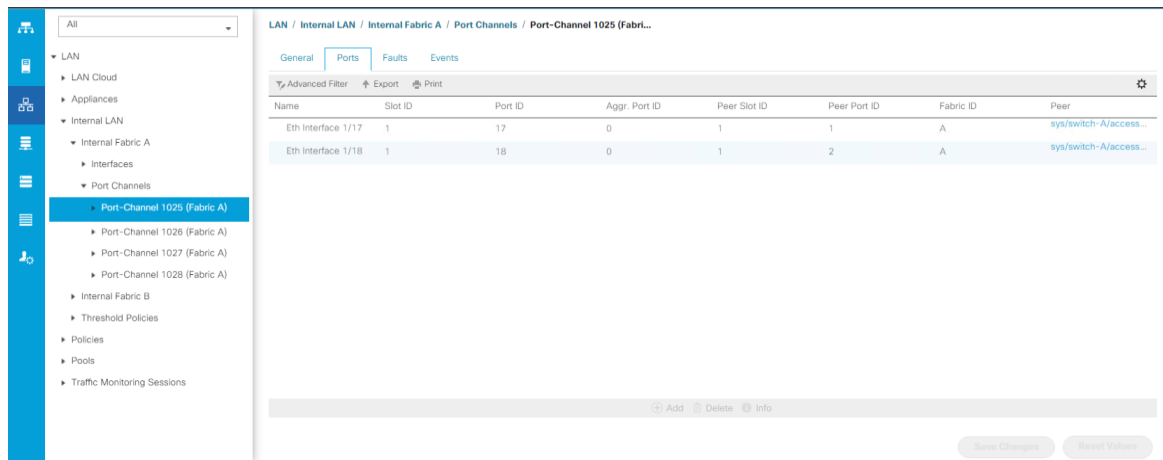 All
LAN
LAN Cloud
Appliances
Internal LAN
Internal Fabric A
Interfaces
Port Channels
Port-Channel 1025 (Fabric A)
Port-Channel 1026 (Fabric A)
Port-Channel 1027 (Fabric A)
Port-Channel 1028 (Fabric A)
Internal Fabric B
Threshold Policies
Policies
Pools
Traffic Monitoring Sessions
LAN / Internal LAN / Internal Fabric A / Port Channels / Port-Channel 1025 (Fabri...
General Ports Faults Events
Advanced Filter Export Print
Name Slot ID Port ID Aggr. Port ID Peer Slot ID Peer Port ID Fabric ID Peer
Eth Interface 1/17 1 17 0 1 1 A sys/switch-A/access...
Eth Interface 1/18 1 18 0 1 2 A sys/switch-A/access...
Add Delete Info
Save Changes Reset Values